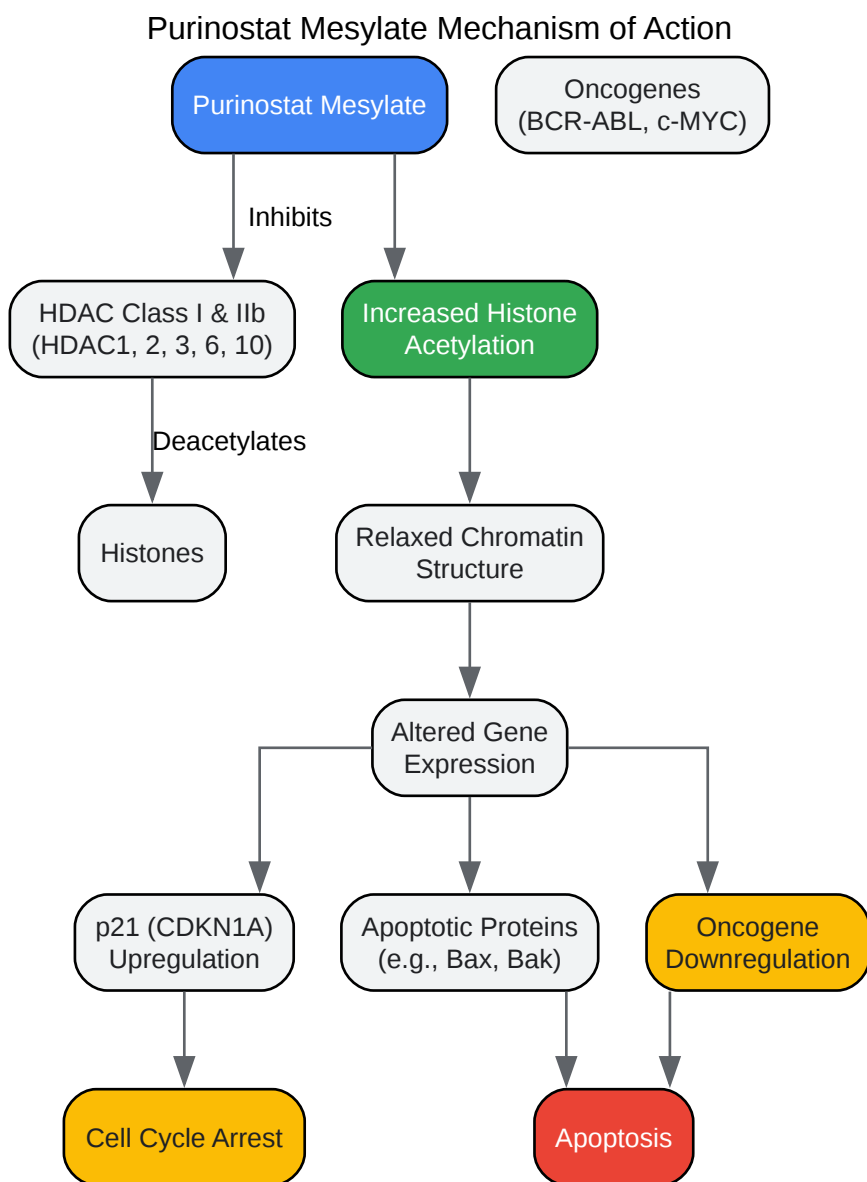 Purinostat Mesylate Mechanism of Action
Purinostat Mesylate
Oncogenes
(BCR-ABL, c-MYC)
Inhibits
HDAC Class I & IIb
(HDAC1, 2, 3, 6, 10)
Increased Histone
Acetylation
Deacetylates
Histones
Relaxed Chromatin
Structure
Altered Gene
Expression
p21 (CDKN1A)
Upregulation
Apoptotic Proteins
(e.g., Bax, Bak)
Oncogene
Downregulation
Cell Cycle Arrest
Apoptosis